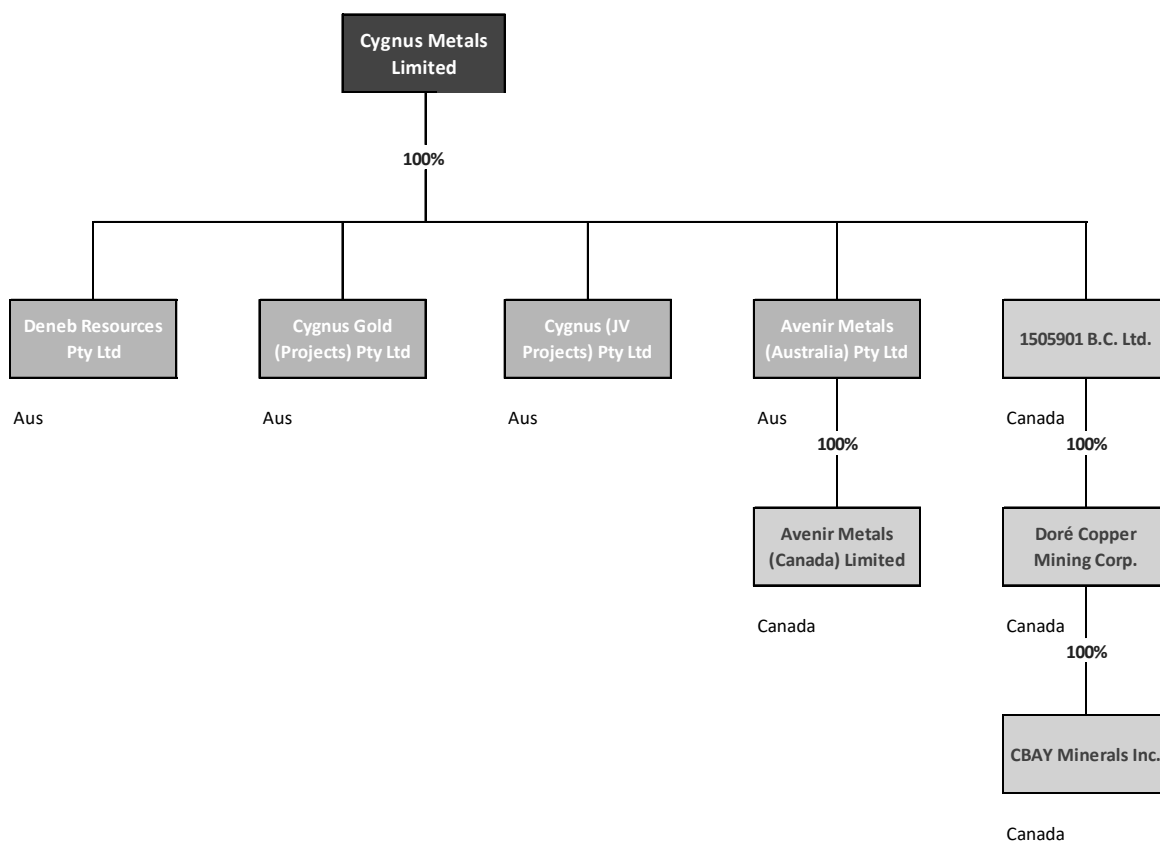 Cygnus Metals
Limited
100%
Deneb Resources
Pty Ltd
Cygnus Gold
(Projects) Pty Ltd
Cygnus (JV
Projects) Pty Ltd
Avenir Metals
(Australia) Pty Ltd
1505901 B.C. Ltd.
Aus
Aus
Aus
Aus
Canada
100%
100%
Avenir Metals
(Canada) Limited
Doré Copper
Mining Corp.
Canada
Canada
100%
CBAY Minerals Inc.
Canada